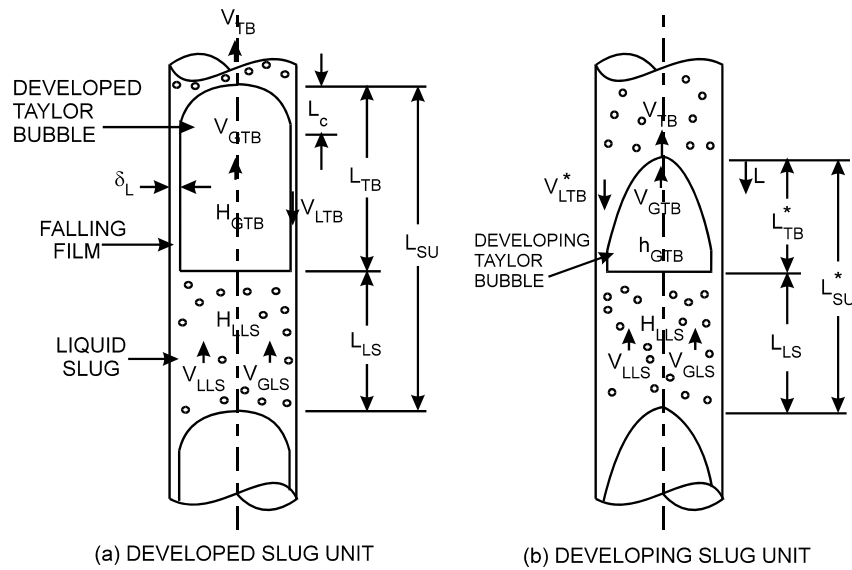 V_TB
DEVELOPED
TAYLOR
BUBBLE
L_c
V_GTB
δ_L
L_TB
H_GTB
V_LTB
FALLING
FILM
L_SU
H_LLS
L_LS
LIQUID
SLUG
V_LLS
V_GLS
(a) DEVELOPED SLUG UNIT
V_TB
V*_LTB
L
V_GTB
L*_TB
DEVELOPING
TAYLOR
BUBBLE
h_GTB
L*_SU
H_LLS
L_LS
V_LLS
V_GLS
(b) DEVELOPING SLUG UNIT